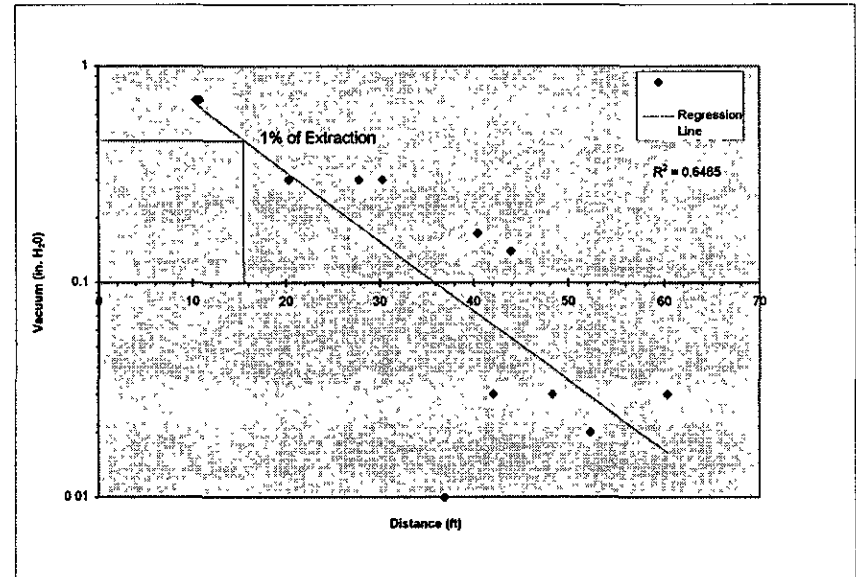 1
1% of Extraction
Regression
Line
R² = 0.6485
Vacuum (in. H₂0)
0.1
0 10 20 30 40 50 60 70
0.01
Distance (ft)